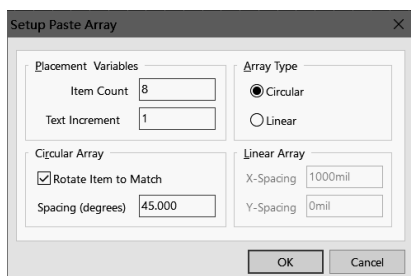 Setup Paste Array
Placement Variables
Item Count 8
Text Increment 1
Array Type
Circular
Linear
Circular Array
Rotate Item to Match
Spacing (degrees) 45.000
Linear Array
X-Spacing 1000mil
Y-Spacing 0mil
OK Cancel